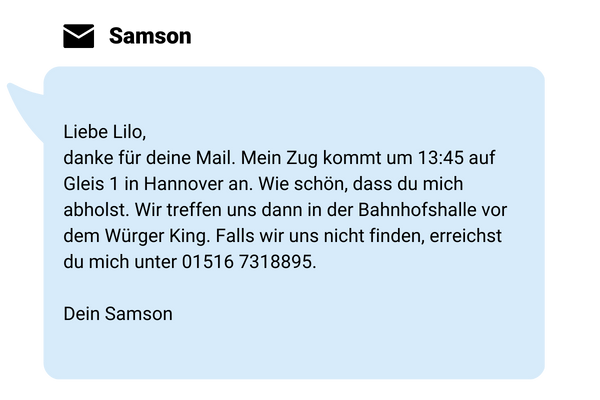 Samson
Liebe Lilo,
danke für deine Mail. Mein Zug kommt um 13:45 auf
Gleis 1 in Hannover an. Wie schön, dass du mich
abholst. Wir treffen uns dann in der Bahnhofshalle vor
dem Würger King. Falls wir uns nicht finden, erreichst
du mich unter 01516 7318895.
Dein Samson